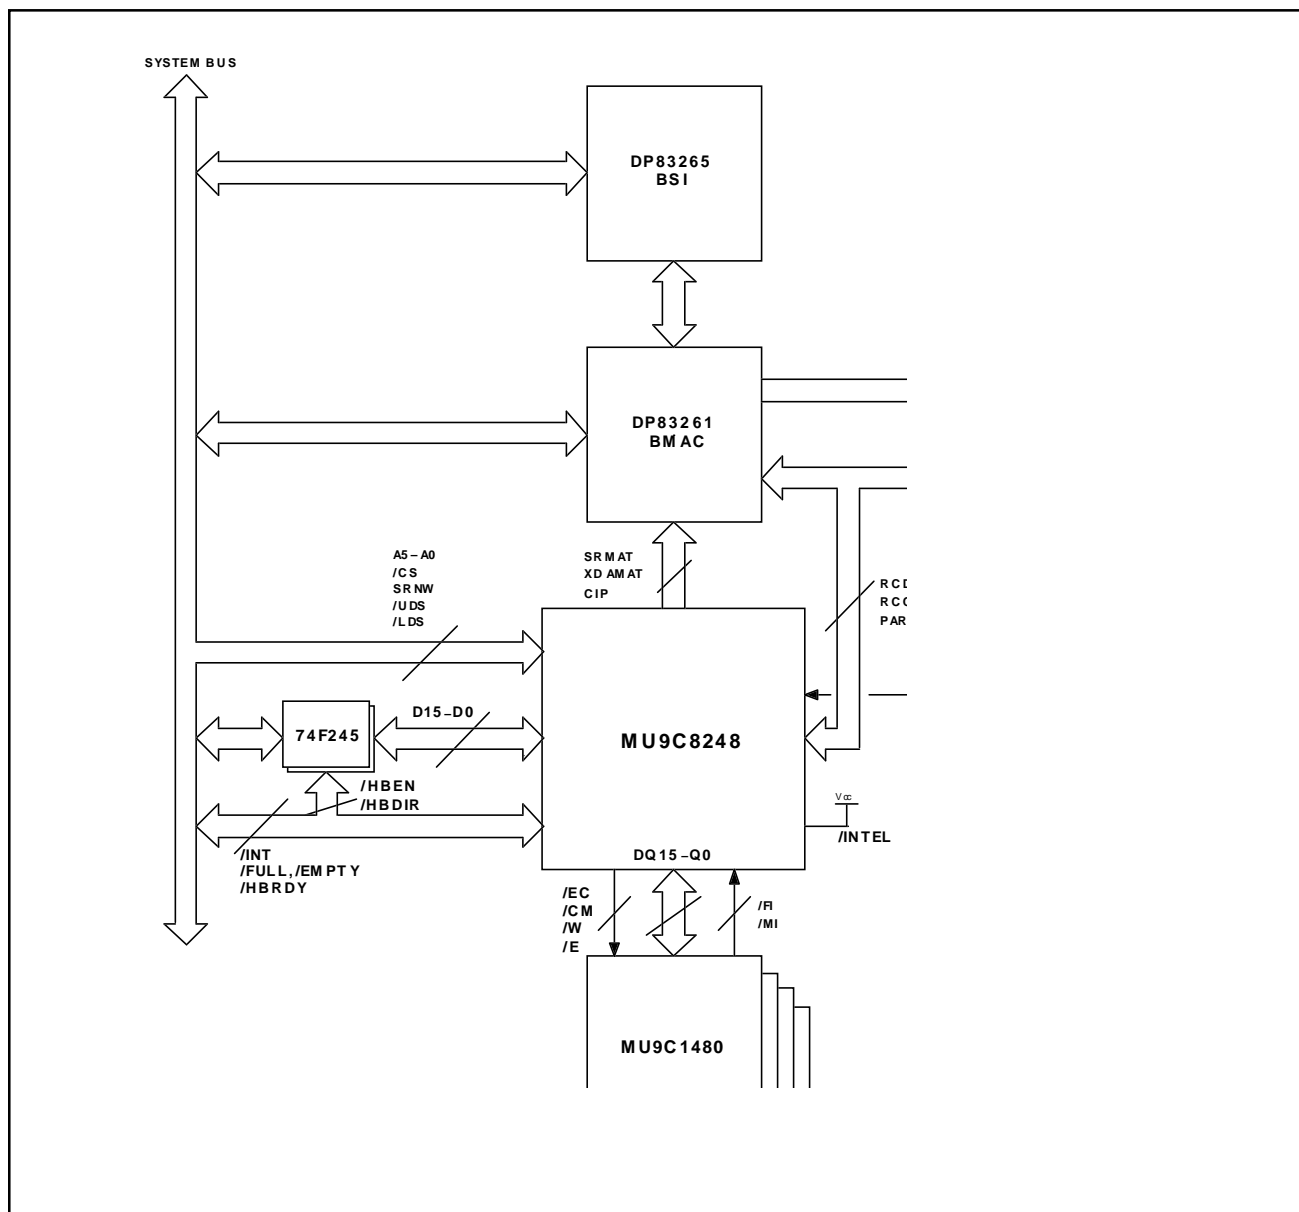 SYSTEM BUS
DP83265
BSI
DP83261
BMAC
A5–A0
/CS
SRNW
/UDS
/LDS
SRMAT
XDAMAT
CIP
PAR
D15–D0
74F245
MU9C8248
/HBEN
/HBDIR
Vcc
/INTEL
/INT
/FULL,/EMPTY
/HBRDY
DQ15-Q0
/EC
/CM
/W
/E
/FI
/MI
MU9C1480